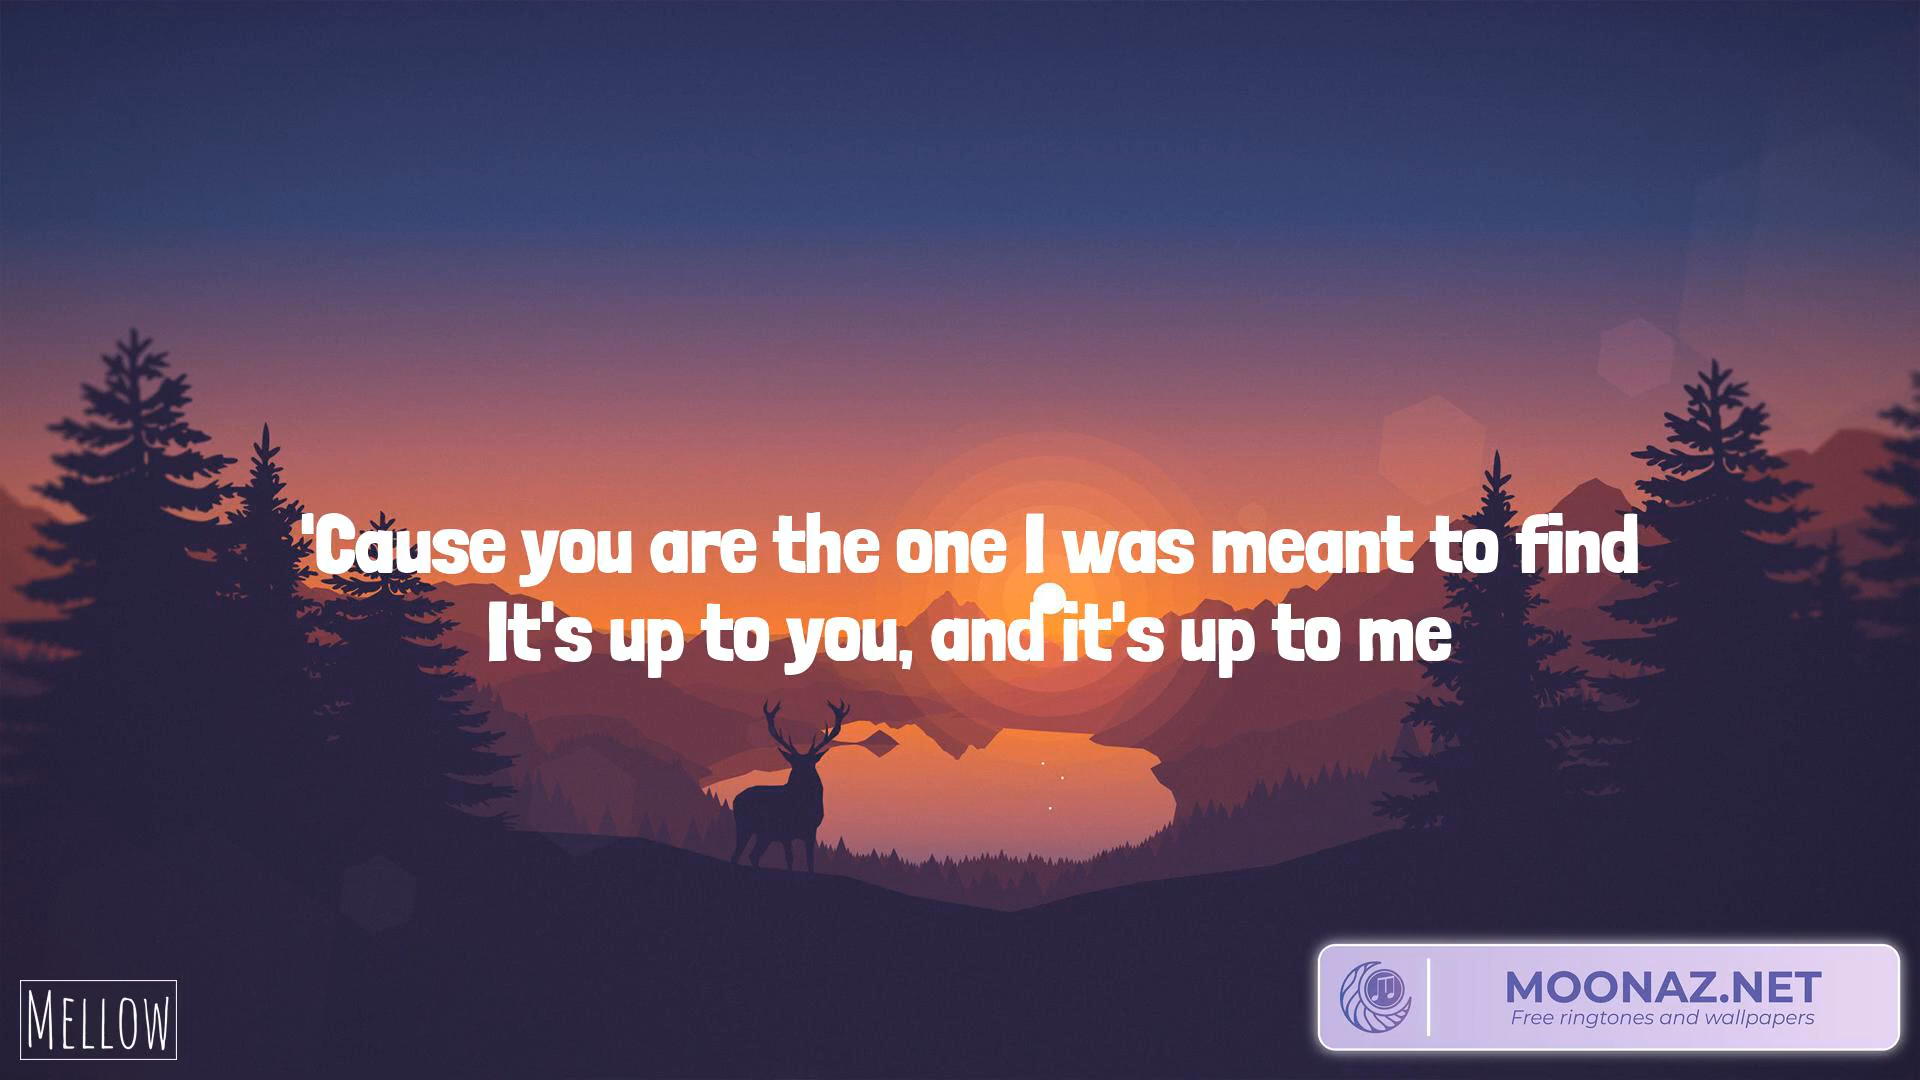 'Cause you are the one I was meant to find
It's up to you, and it's up to me
MELLOW
MOONAZ.NET
Free ringtones and wallpapers